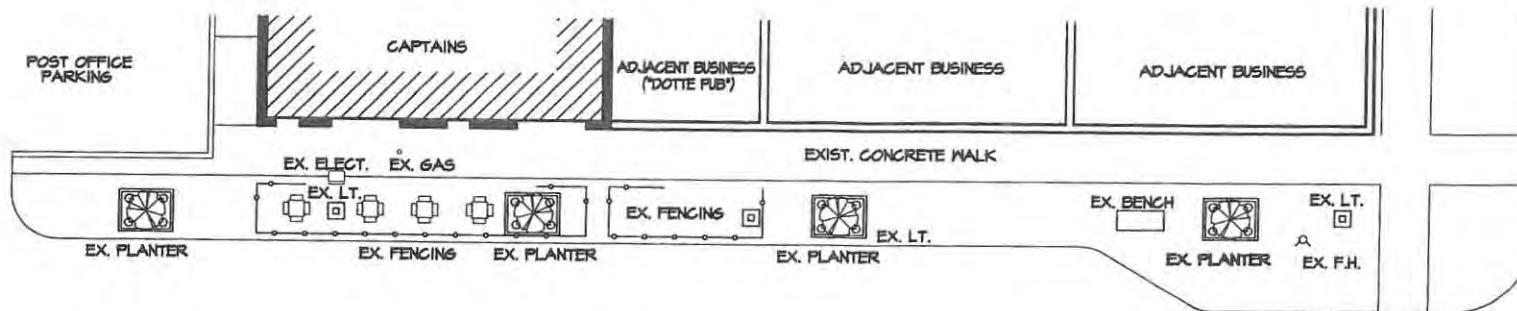 POST OFFICE
PARKING
CAPTAINS
ADJACENT BUSINESS
("DOTTE PUB")
ADJACENT BUSINESS
ADJACENT BUSINESS
EXIST. CONCRETE WALK
EX. ELECT.
EX. GAS
EX. LT.
EX. FENCING
EX. BENCH
EX. LT.
EX. LT.
EX. PLANTER
EX. FENCING
EX. PLANTER
EX. PLANTER
EX. PLANTER
EX. F.H.